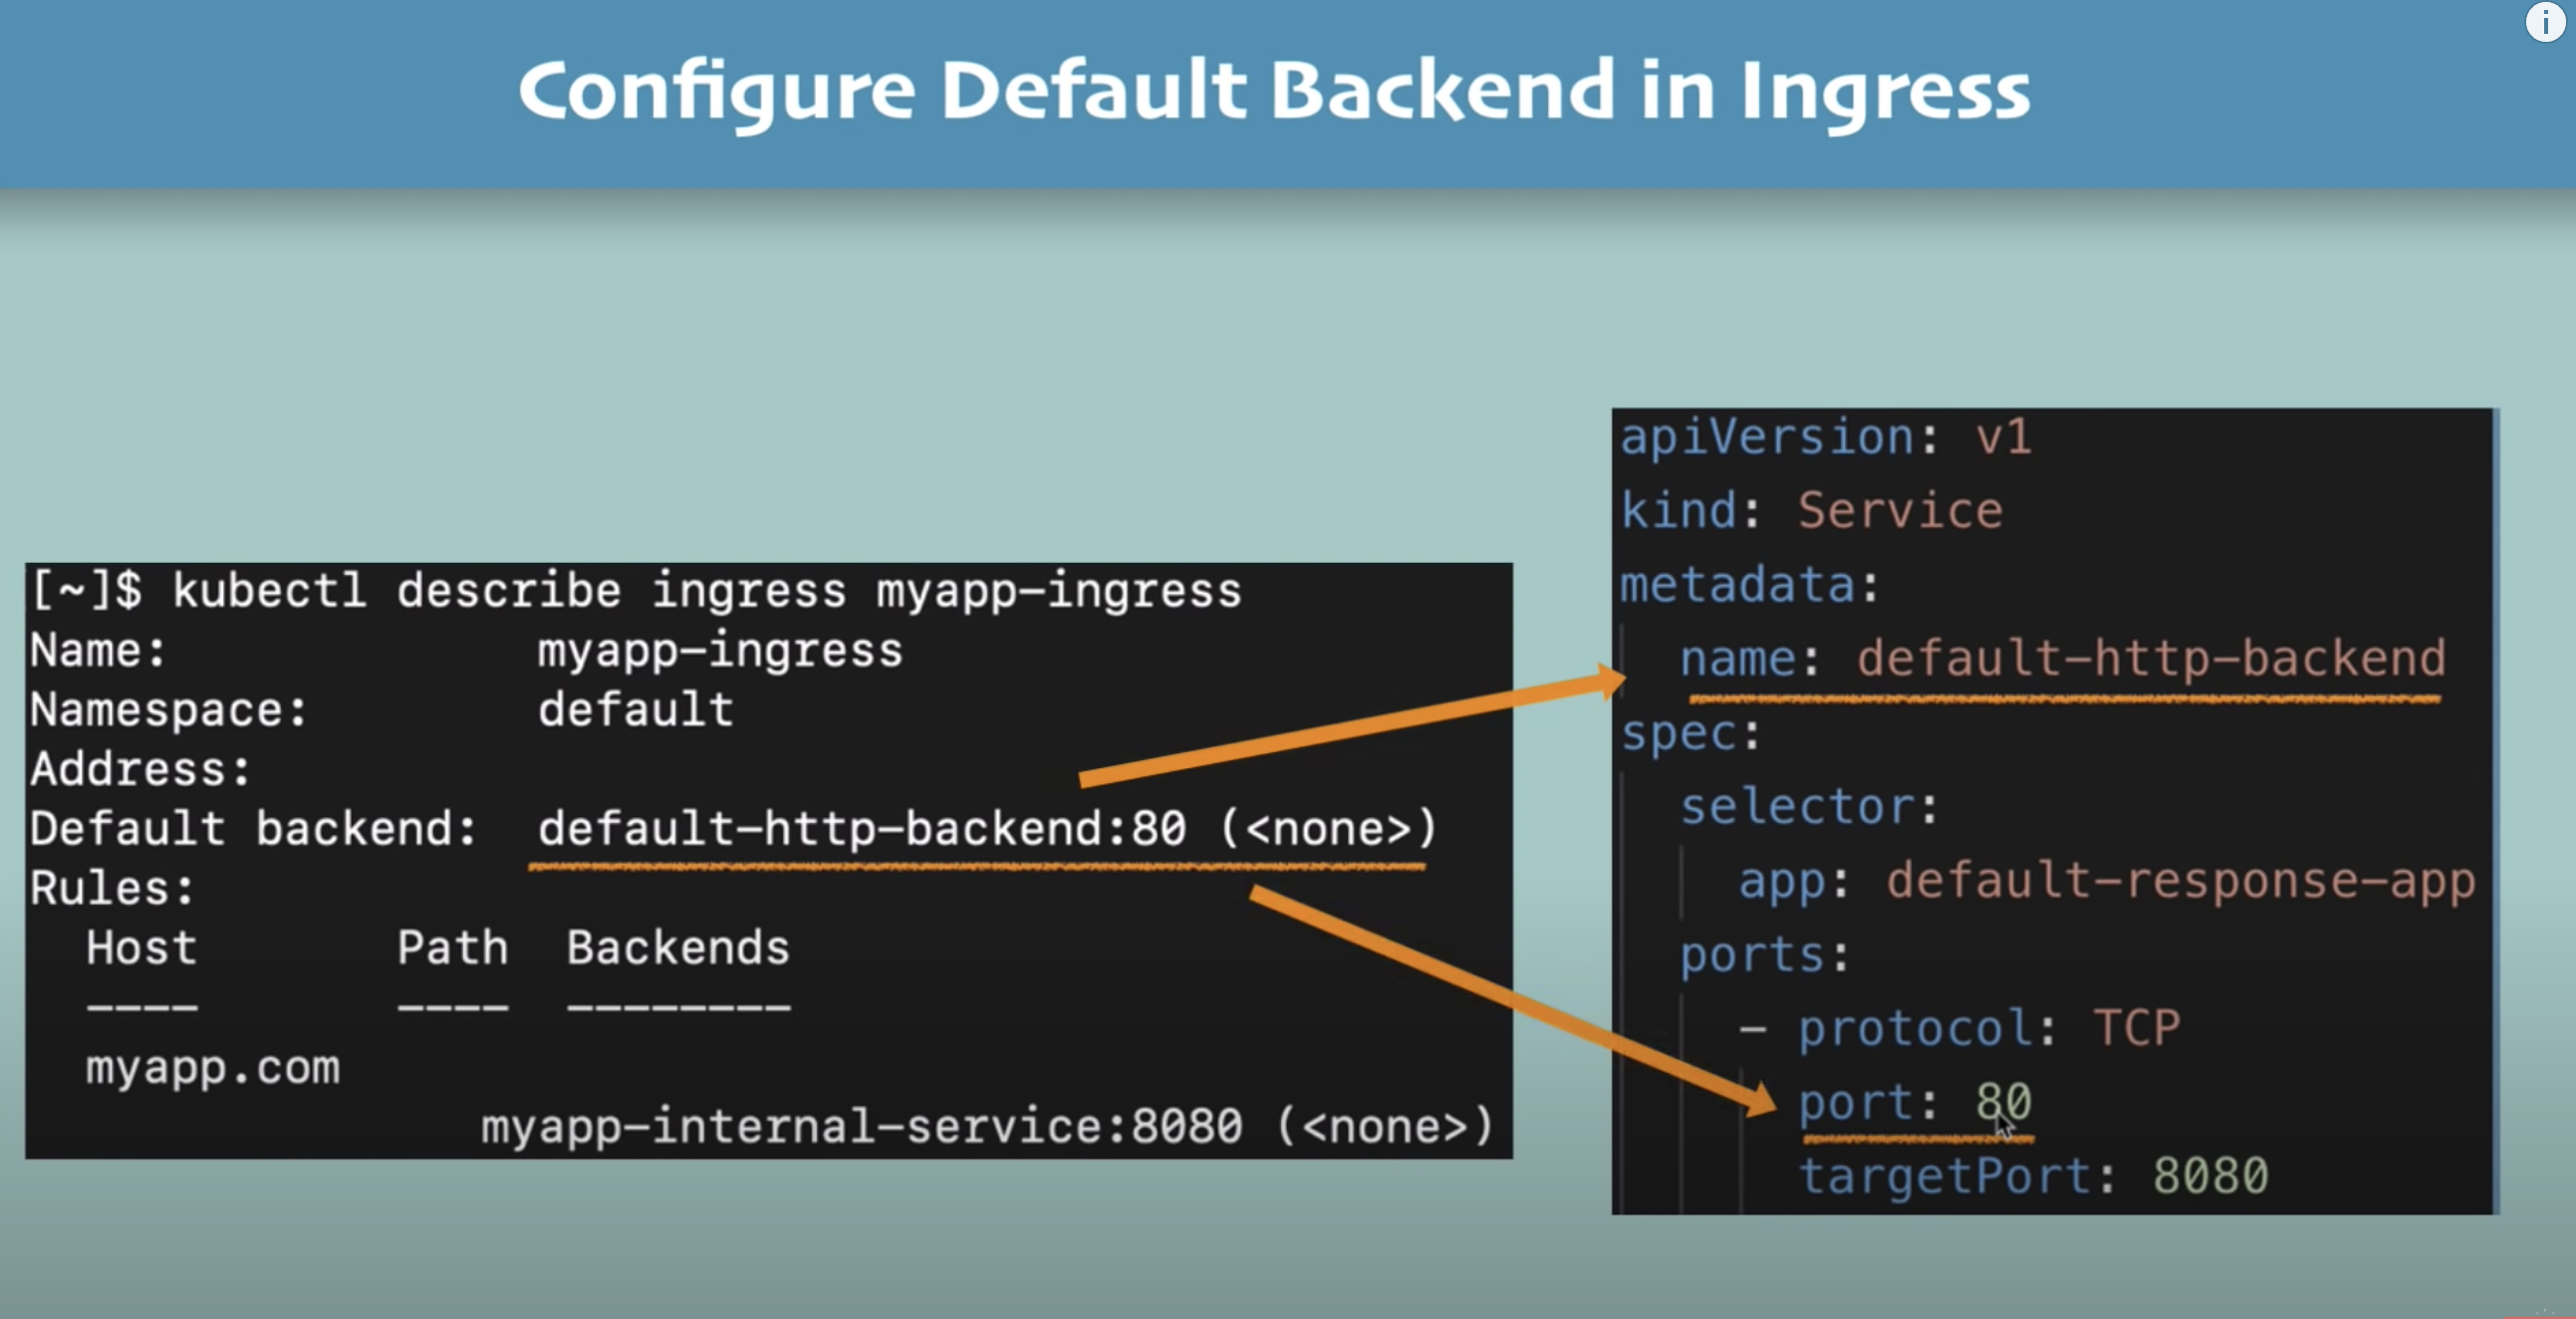 Configure Default Backend in Ingress
[~]$ kubectl describe ingress myapp-ingress
Name: myapp-ingress
Namespace: default
Address:
Default backend: default-http-backend:80 (<none>)
Rules:
Host Path Backends
---- ---- --------
myapp.com
myapp-internal-service:8080 (<none>)
apiVersion: v1
kind: Service
metadata:
name: default-http-backend
spec:
selector:
app: default-response-app
ports:
- protocol: TCP
port: 80
targetPort: 8080